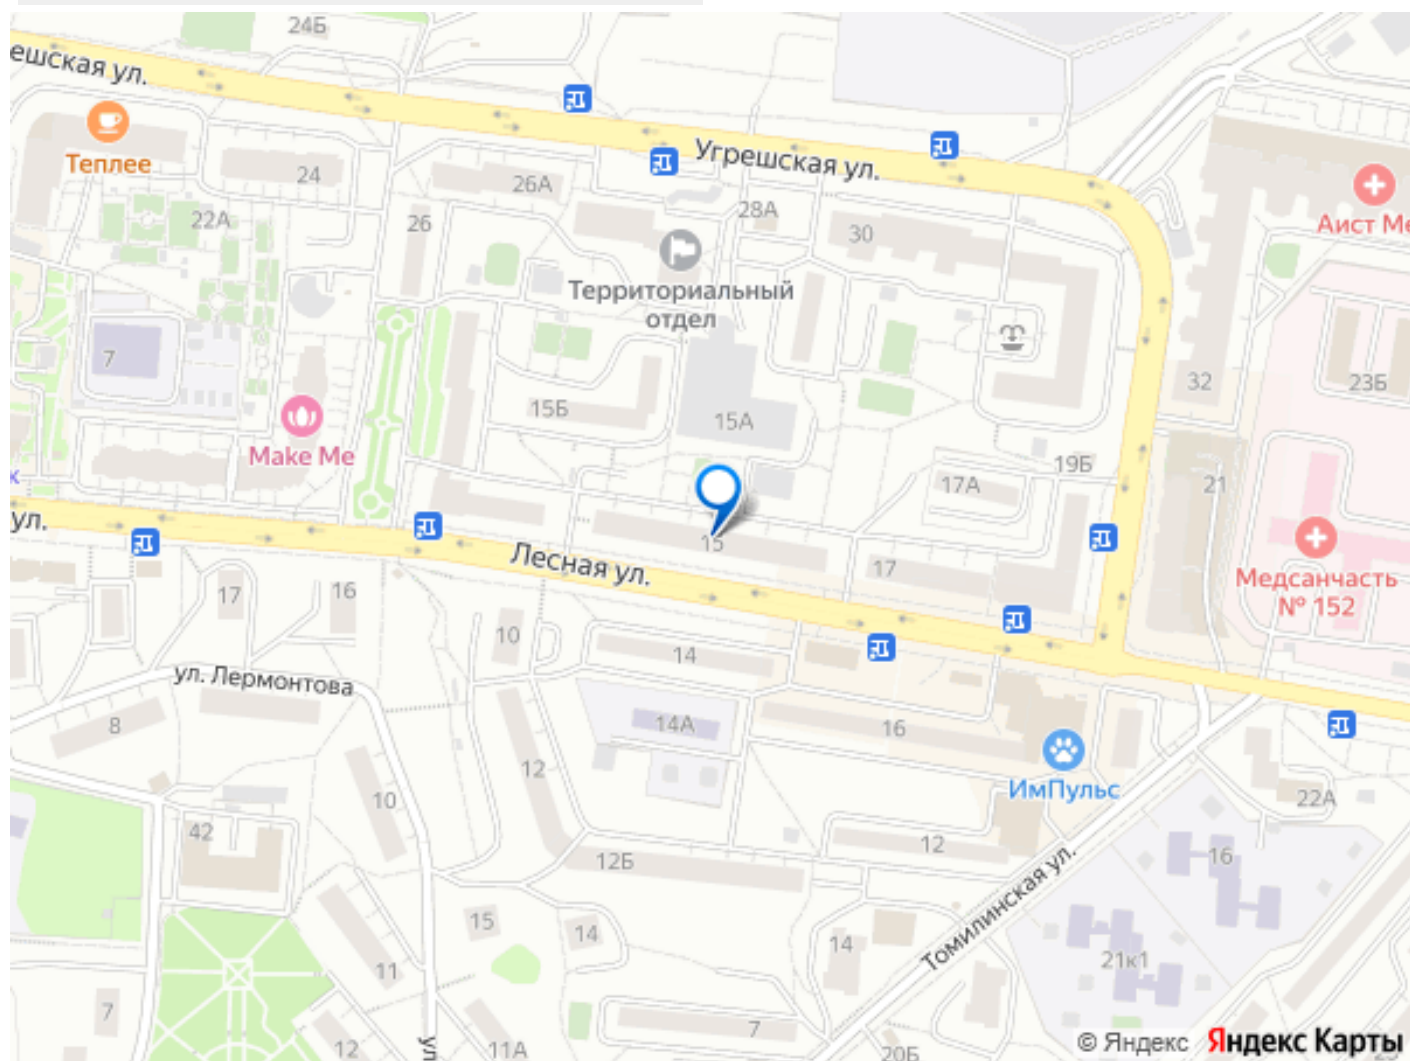 24Б
ешская ул.
Теплее
24
22А
26А
26
Угрешская ул.
28А
30
Аист Ме
Территориальный
отдел
7
15Б
15А
32
23Б
Make Me
к
19Б
17А
21
ул.
Лесная ул.
15
17
Медсанчасть
№ 152
17
16
10
14
ул. Лермонтова
8
14А
16
12
10
ИмПульс
22А
42
12Б
12
16
Томилинская ул.
15
14
14
21к1
11
7
12
ул
11А
7
20Б
© Яндекс Яндекс Карты